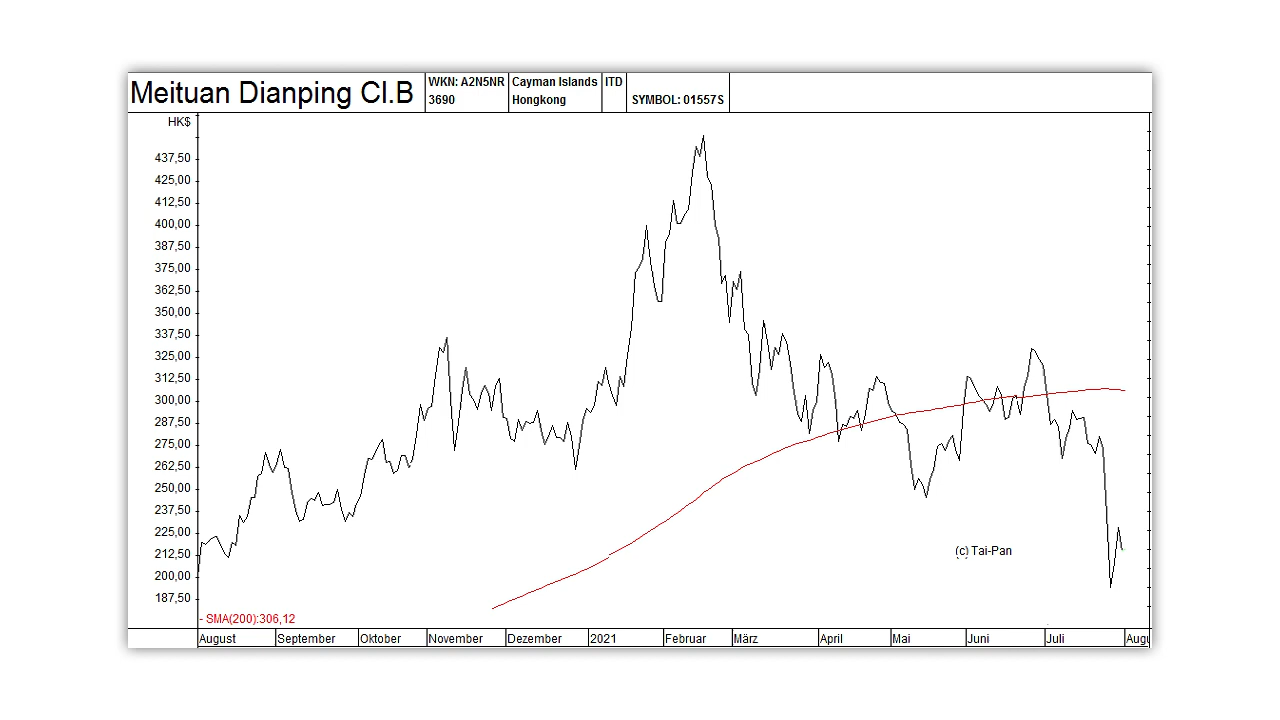 Meituan Dianping Cl.B
WKN: A2N5NR
3690
Cayman Islands
Hongkong
ITD
SYMBOL: 01557S
HK$
437,50
425,00
412,50
400,00
387,50
375,00
362,50
350,00
337,50
325,00
312,50
300,00
287,50
275,00
262,50
250,00
237,50
225,00
212,50
200,00
187,50
(c) Tai-Pan
- SMA(200):306,12
August September Oktober November Dezember 2021 Februar März April Mai Juni Juli Augu